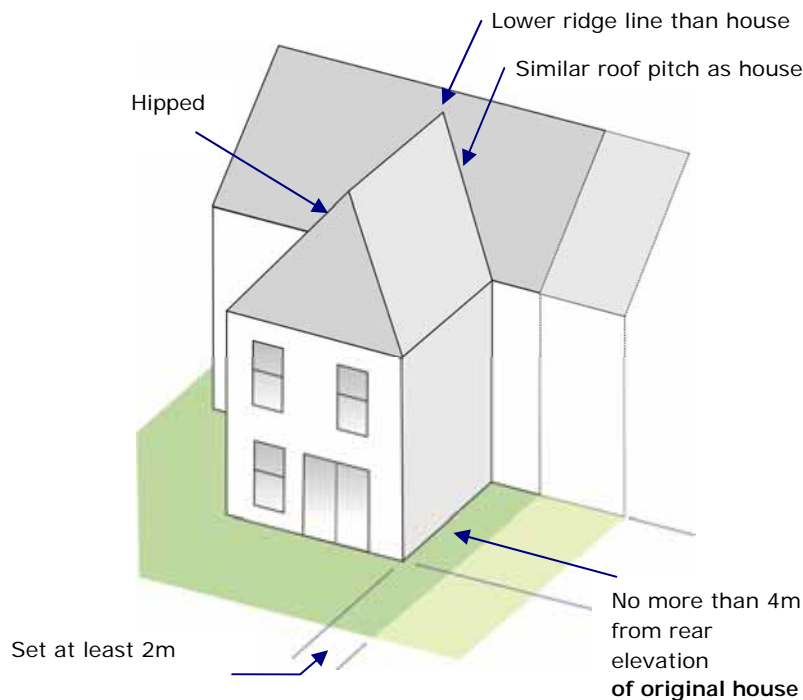 Lower ridge line than house
Similar roof pitch as house
Hipped
No more than 4m
from rear
elevation
of original house
Set at least 2m